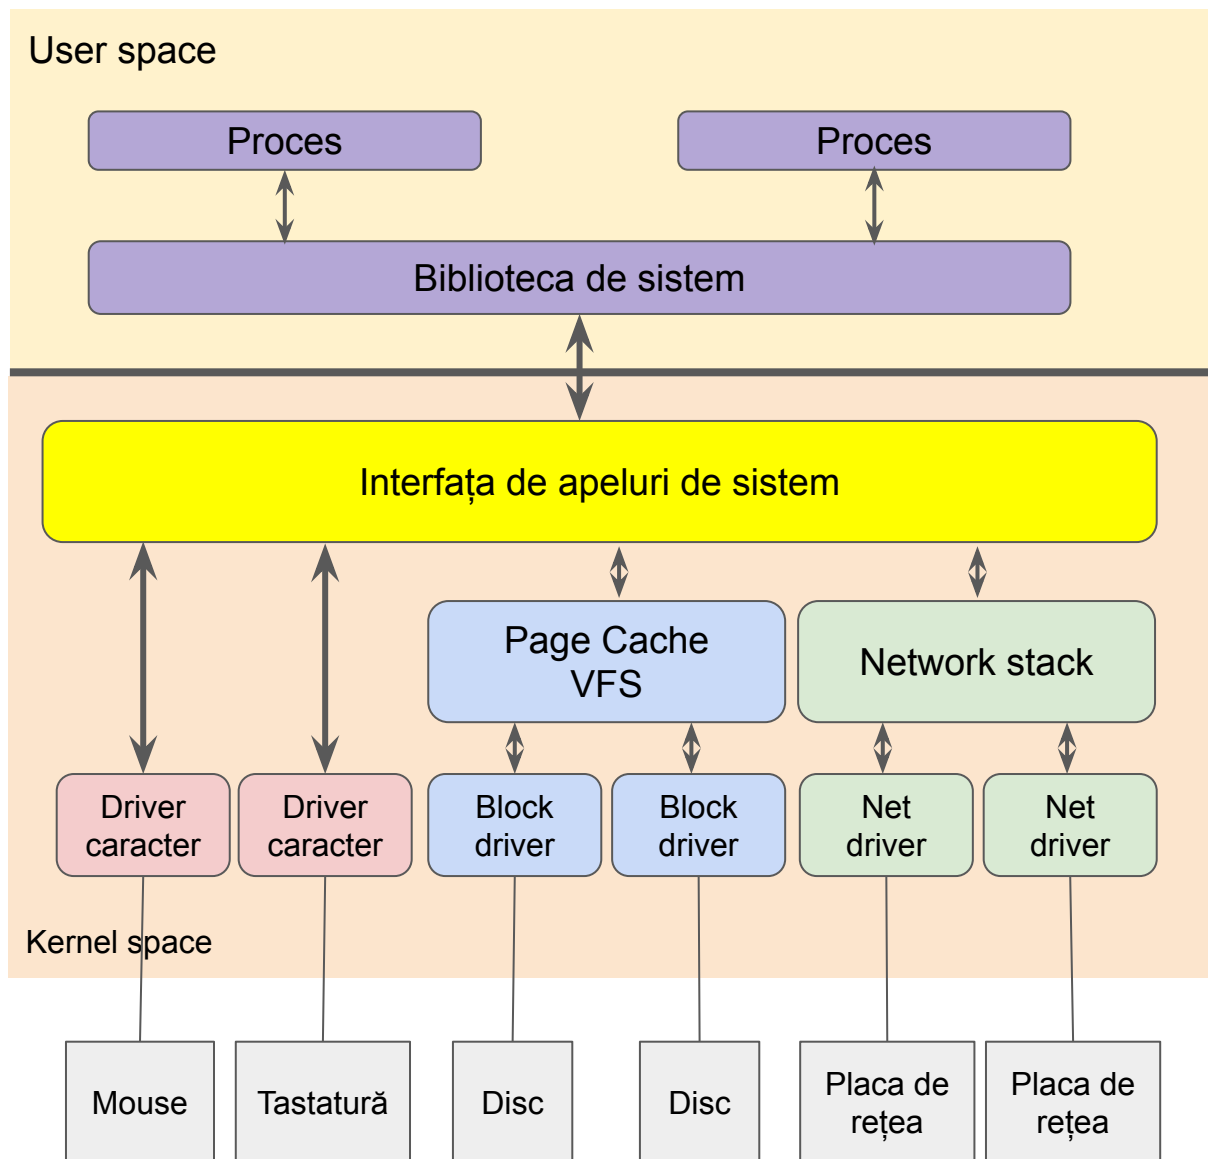 User space
Proces
Proces
Biblioteca de sistem
Interfața de apeluri de sistem
Page Cache
VFS
Network stack
Driver
caracter
Driver
caracter
Block
driver
Block
driver
Net
driver
Net
driver
Kernel space
Mouse
Tastatură
Disc
Disc
Placa de
rețea
Placa de
rețea